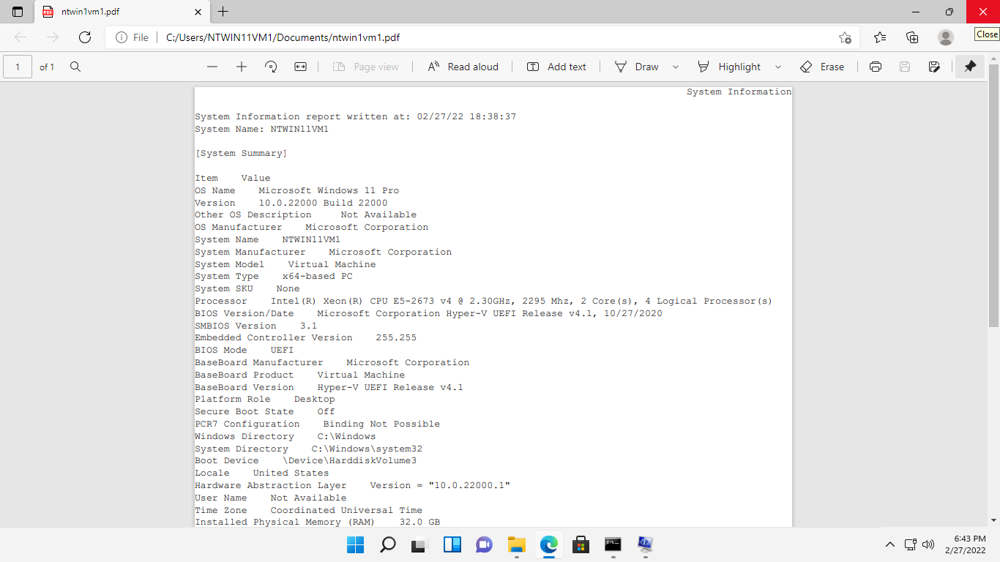 ntwin1vm1.pdf
File
C:/Users/NTWIN11VM1/Documents/ntwin1vm1.pdf
Close
1 of 1
Page view
Read aloud
Add text
Draw
Highlight
Erase
System Information
System Information report written at: 02/27/22 18:38:37
System Name: NTWIN11VM1
[System Summary]
Item Value
OS Name Microsoft Windows 11 Pro
Version 10.0.22000 Build 22000
Other OS Description Not Available
OS Manufacturer Microsoft Corporation
System Name NTWIN11VM1
System Manufacturer Microsoft Corporation
System Model Virtual Machine
System Type x64-based PC
System SKU None
Processor Intel(R) Xeon(R) CPU E5-2673 v4 @ 2.30GHz, 2295 Mhz, 2 Core(s), 4 Logical Processor(s)
BIOS Version/Date Microsoft Corporation Hyper-V UEFI Release v4.1, 10/27/2020
SMBIOS Version 3.1
Embedded Controller Version 255.255
BIOS Mode UEFI
BaseBoard Manufacturer Microsoft Corporation
BaseBoard Product Virtual Machine
BaseBoard Version Hyper-V UEFI Release v4.1
Platform Role Desktop
Secure Boot State Off
PCR7 Configuration Binding Not Possible
Windows Directory C:\Windows
System Directory C:\Windows\system32
Boot Device \Device\HarddiskVolume3
Locale United States
Hardware Abstraction Layer Version = "10.0.22000.1"
User Name Not Available
Time Zone Coordinated Universal Time
Installed Physical Memory (RAM) 32.0 GB
6:43 PM
2/27/2022